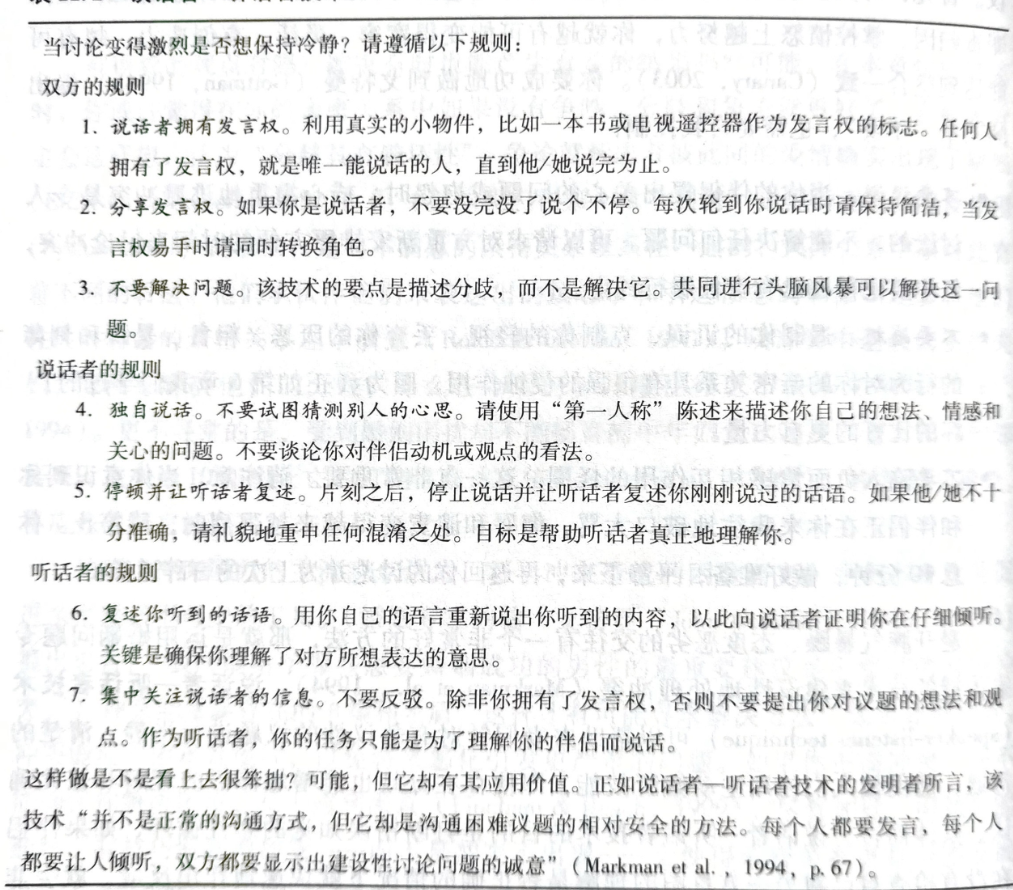 当讨论变得激烈是否想保持冷静？请遵循以下规则：
双方的规则
1. 说话者拥有发言权。利用真实的小物件，比如一本书或电视遥控器作为发言权的标志。任何人
拥有了发言权，就是唯一能说话的人，直到他/她说完为止。
2. 分享发言权。如果你是说话者，不要没完没了说个不停。每次轮到你说话时请保持简洁，当发
言权易手时请同时转换角色。
3. 不要解决问题。该技术的要点是描述分歧，而不是解决它。共同进行头脑风暴可以解决这一问
题。
说话者的规则
4. 独自说话。不要试图猜测别人的心思。请使用“第一人称”陈述来描述你自己的想法、情感和
关心的问题。不要谈论你对伴侣动机或观点的看法。
5. 停顿并让听话者复述。片刻之后，停止说话并让听话者复述你刚刚说过的话语。如果他/她不十
分准确，请礼貌地重申任何混淆之处。目标是帮助听话者真正地理解你。
听话者的规则
6. 复述你听到的话语。用你自己的语言重新说出你听到的内容，以此向说话者证明你在仔细倾听。
关键是确保你理解了对方所想表达的意思。
7. 集中关注说话者的信息。不要反驳。除非你拥有了发言权，否则不要提出你对议题的想法和观
点。作为听话者，你的任务只能是为了理解你的伴侣而说话。
这样做是不是看上去很笨拙？可能，但它却有其应用价值。正如说话者—听话者技术的发明者所言，该
技术“并不是正常的沟通方式，但它却是沟通困难议题的相对安全的方法。每个人都要发言，每个人
都要让人倾听，双方都要显示出建设性讨论问题的诚意”（Markman et al. , 1994, p. 67）。